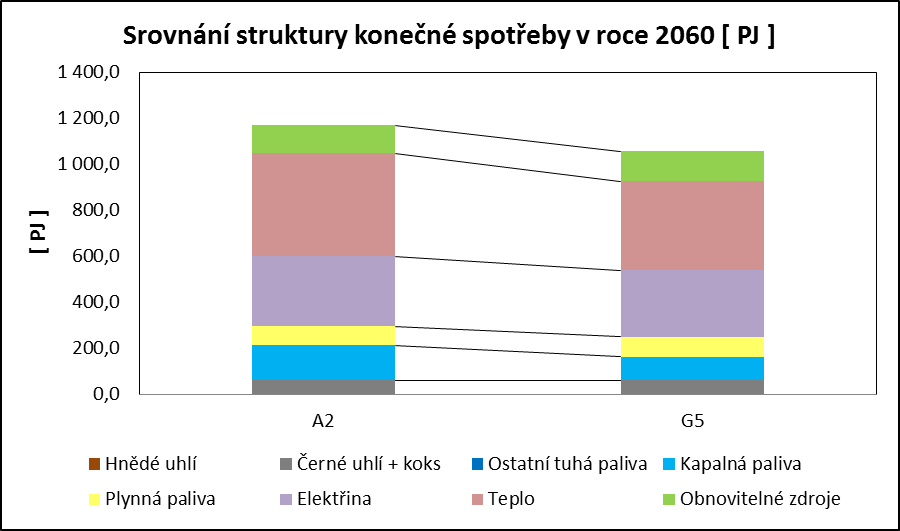 Srovnání struktury konečné spotřeby v roce 2060 [ PJ ]
1 400,0
1 200,0
1 000,0
800,0
600,0
400,0
200,0
0,0
[ PJ ]
A2
G5
Hnědé uhlí
Černé uhlí + koks
Ostatní tuhá paliva
Kapalná paliva
Plynná paliva
Elektřina
Teplo
Obnovitelné zdroje